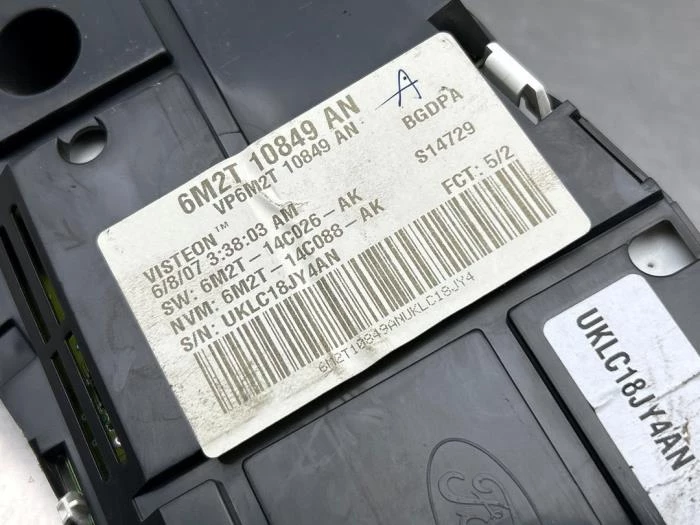 6M2T 10849 AN
VP6M2T 10849 AN
A
BGDPA
VISTEON™
6/8/07 3:38:03 AM
S14729
SW: 6M2T-14C026-AK
NVM: 6M2T-14C088-AK
FCT: 5/2
S/N: UKLC18JY4AN
6M2T10849ANUKLC18JY4
UKLC18JY4AN